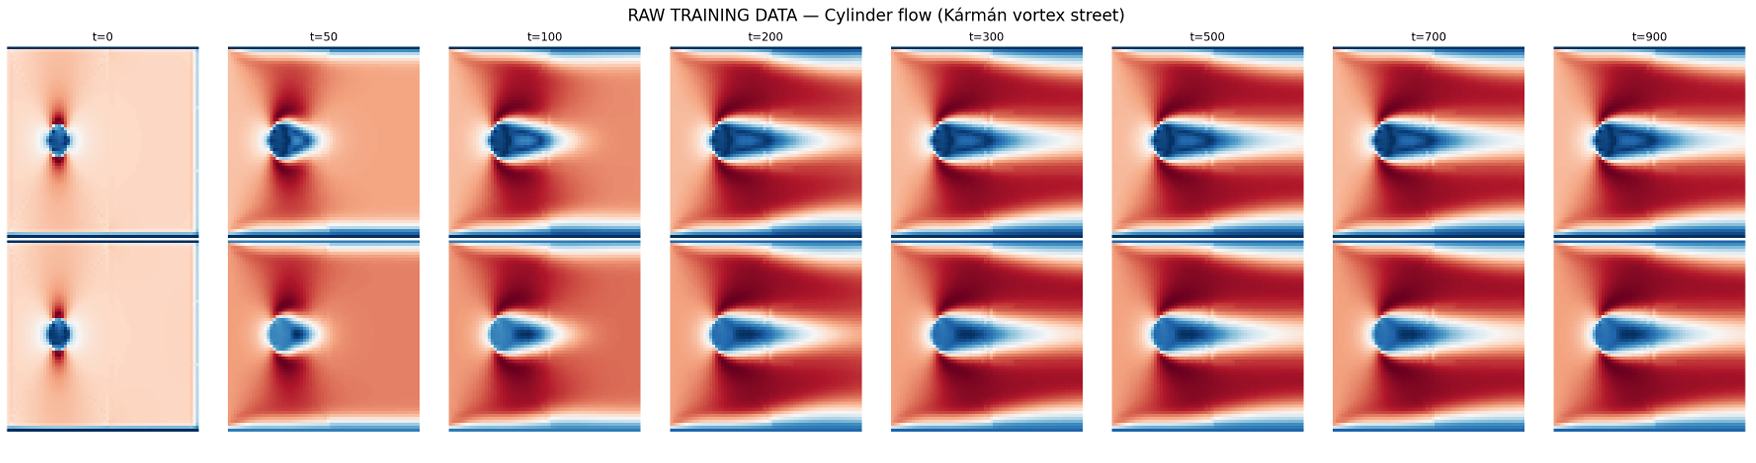 RAW TRAINING DATA — Cylinder flow (Kármán vortex street)
t=0 t=50 t=100 t=200 t=300 t=500 t=700 t=900